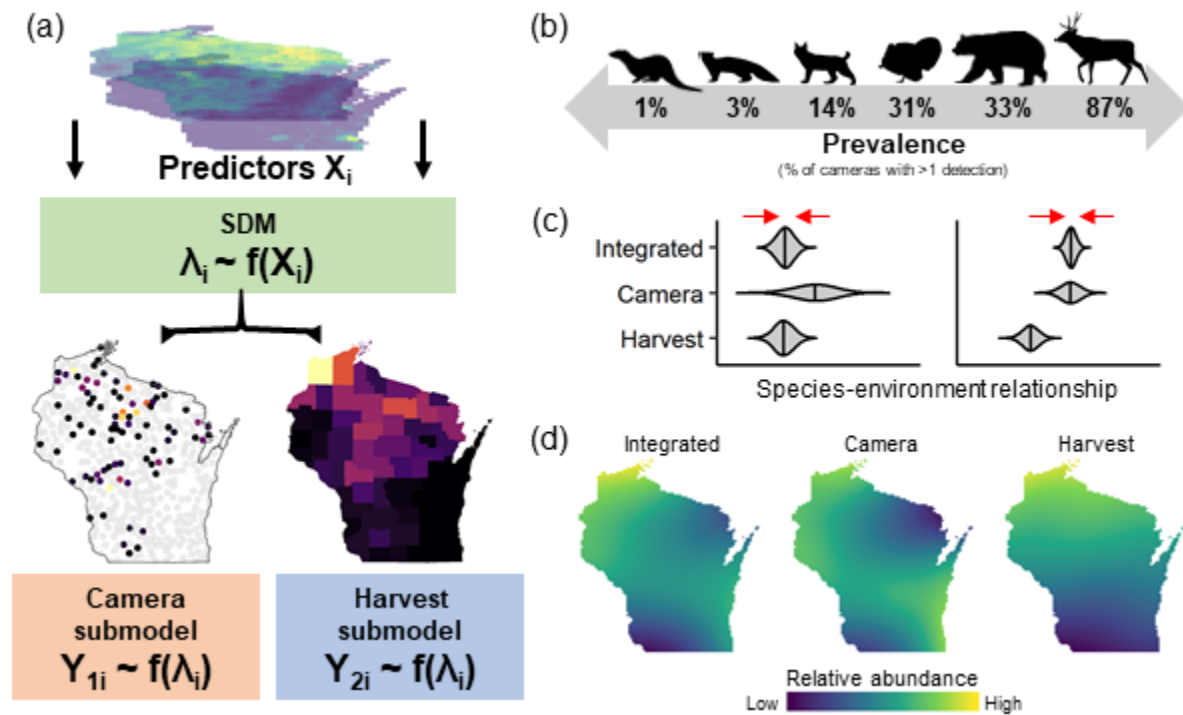 (a)
Predictors Xᵢ
SDM
λᵢ ~ f(Xᵢ)
Camera
submodel
Y₁ᵢ ~ f(λᵢ)
Harvest
submodel
Y₂ᵢ ~ f(λᵢ)
(b)
1% 3% 14% 31% 33% 87%
Prevalence
(% of cameras with >1 detection)
(c)
Integrated
Camera
Harvest
Species-environment relationship
(d)
Integrated Camera Harvest
Relative abundance
Low High